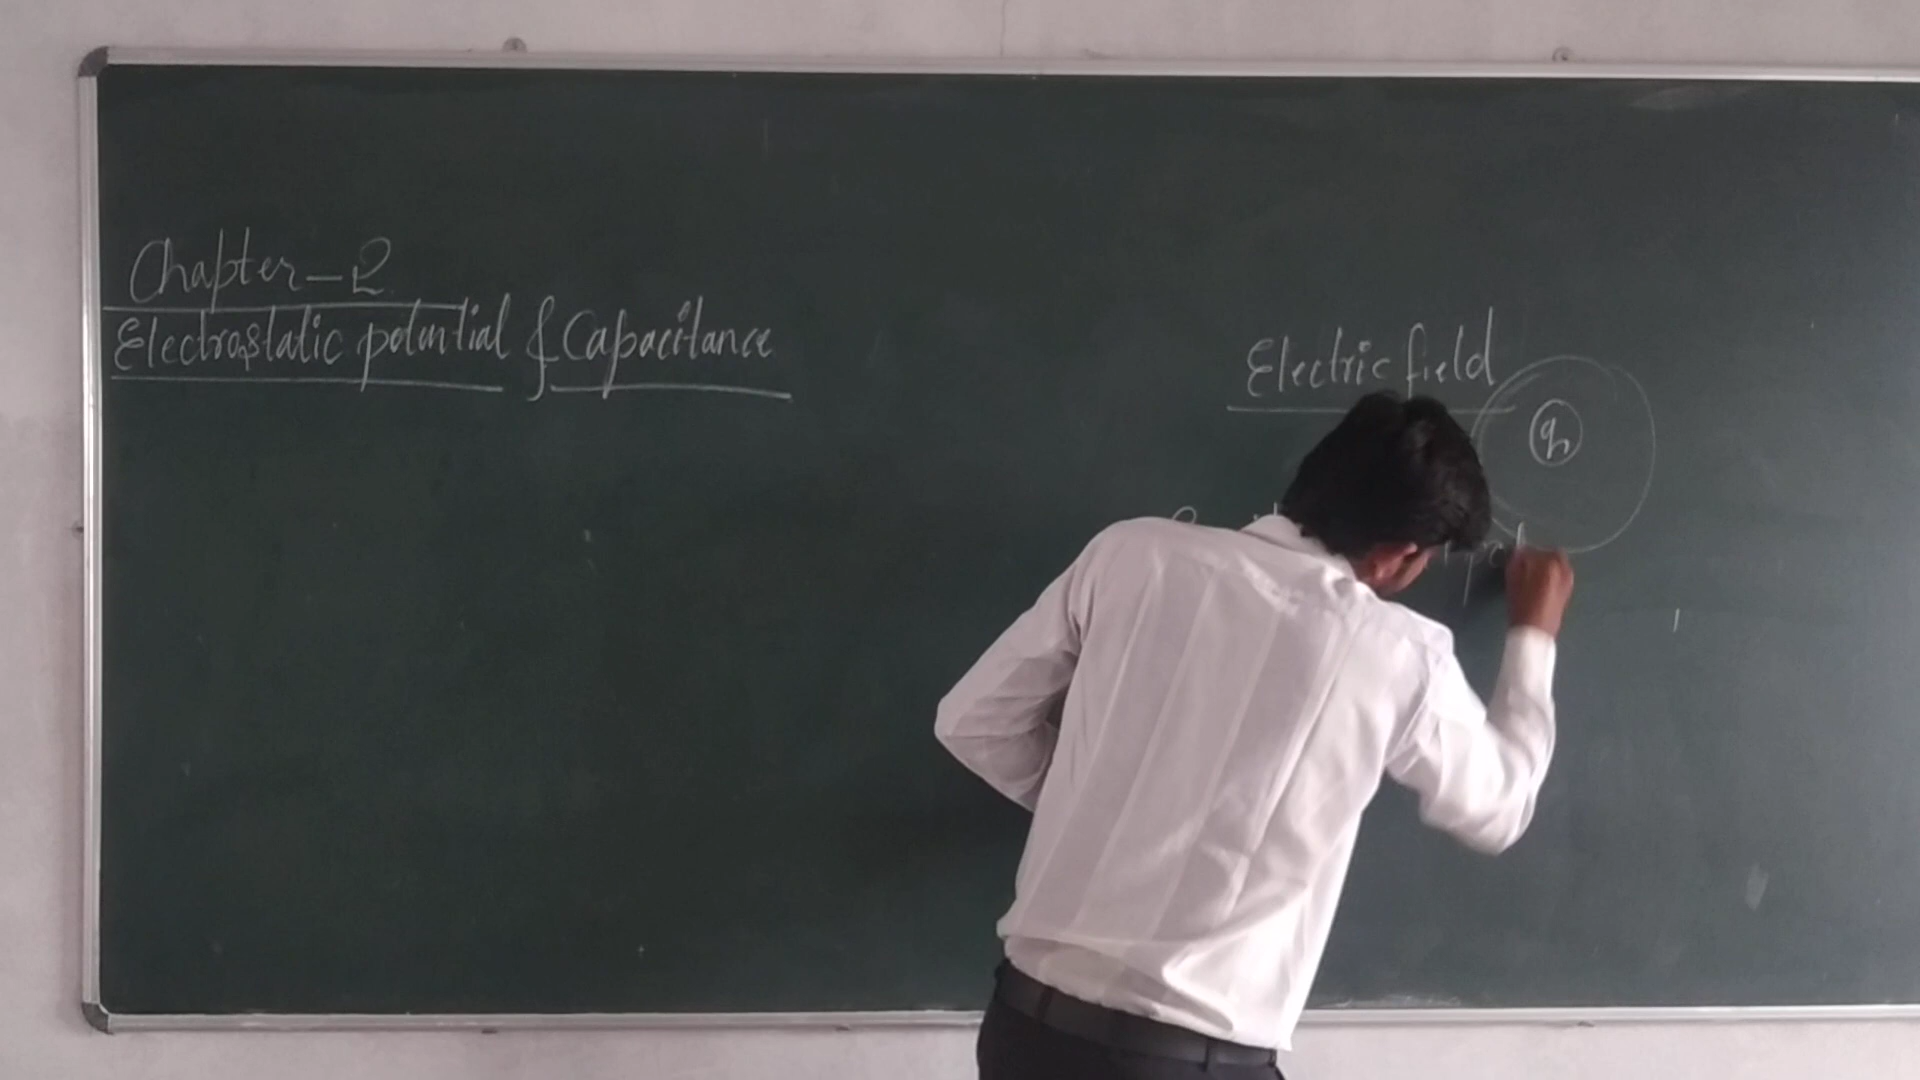 Chapter-2
Electrostatic potential & Capacitance
Electric field
q